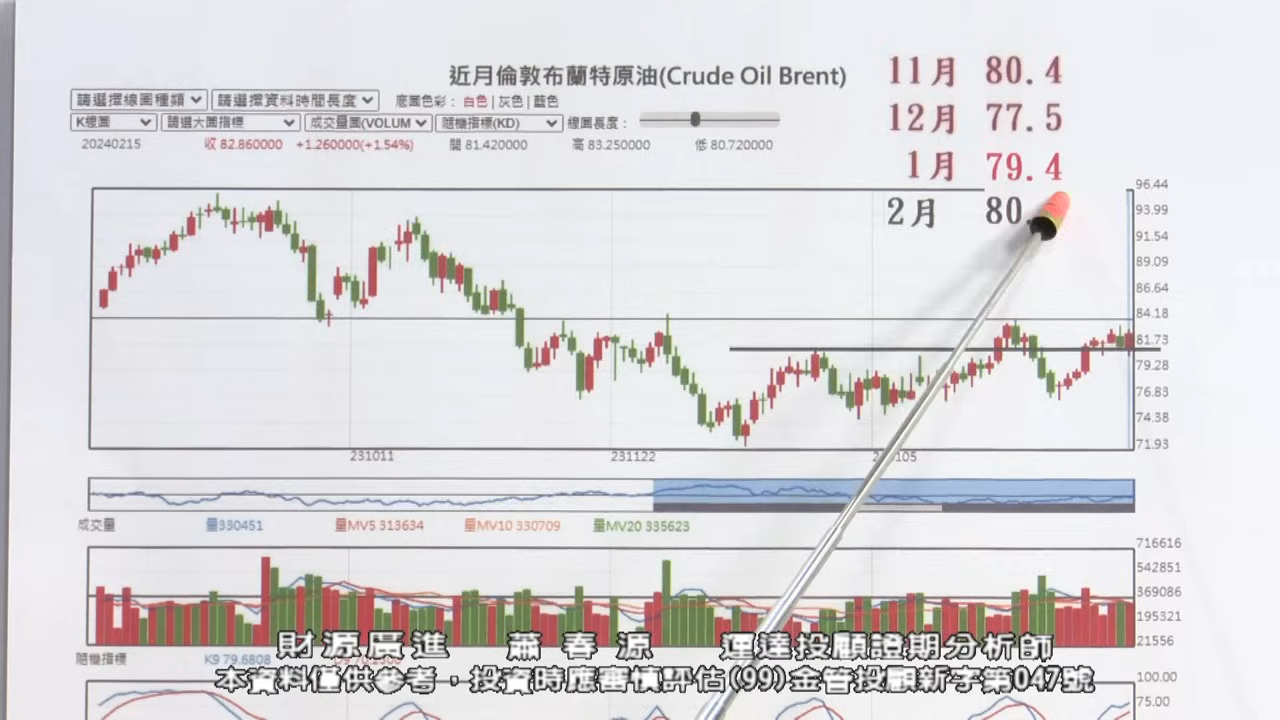 近月倫敦布蘭特原油(Crude Oil Brent)
11月 80.4
12月 77.5
1月 79.4
2月 80.
請選擇線圖種類 請選擇資料時間長度 底圖色彩：白色 | 灰色 | 藍色
K線圖 請選大圖指標 成交量圖(VOLUM 隨機指標(KD) 線圖長度：
20240215 收 82.860000 +1.260000(+1.54%) 開 81.420000 高 83.250000 低 80.720000
96.44
93.99
91.54
89.09
86.64
84.18
81.73
79.28
76.83
74.38
71.93
231011 231122 105
成交量 量330451 量MV5 313634 量MV10 330709 量MV20 335623
716616
542851
369086
195321
21556
隨機指標 K9 79.6808
財源廣進 蕭春源 運達投顧證期分析師
本資料僅供參考，投資時應審慎評估(99)金管投顧新字第047號
100.00
75.00